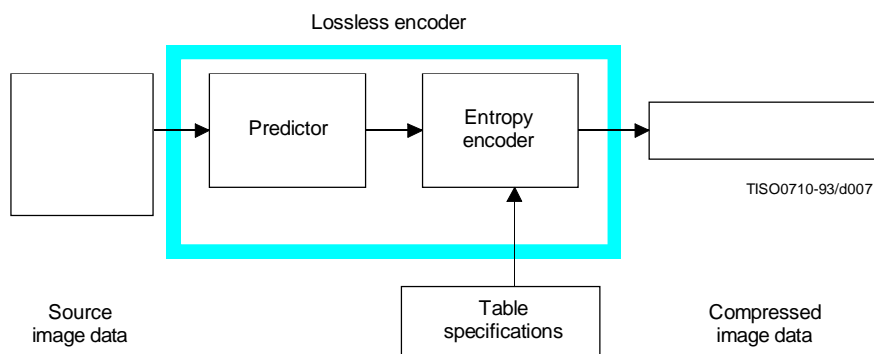 Lossless encoder
Predictor
Entropy
encoder
TISO0710-93/d007
Source
image data
Table
specifications
Compressed
image data